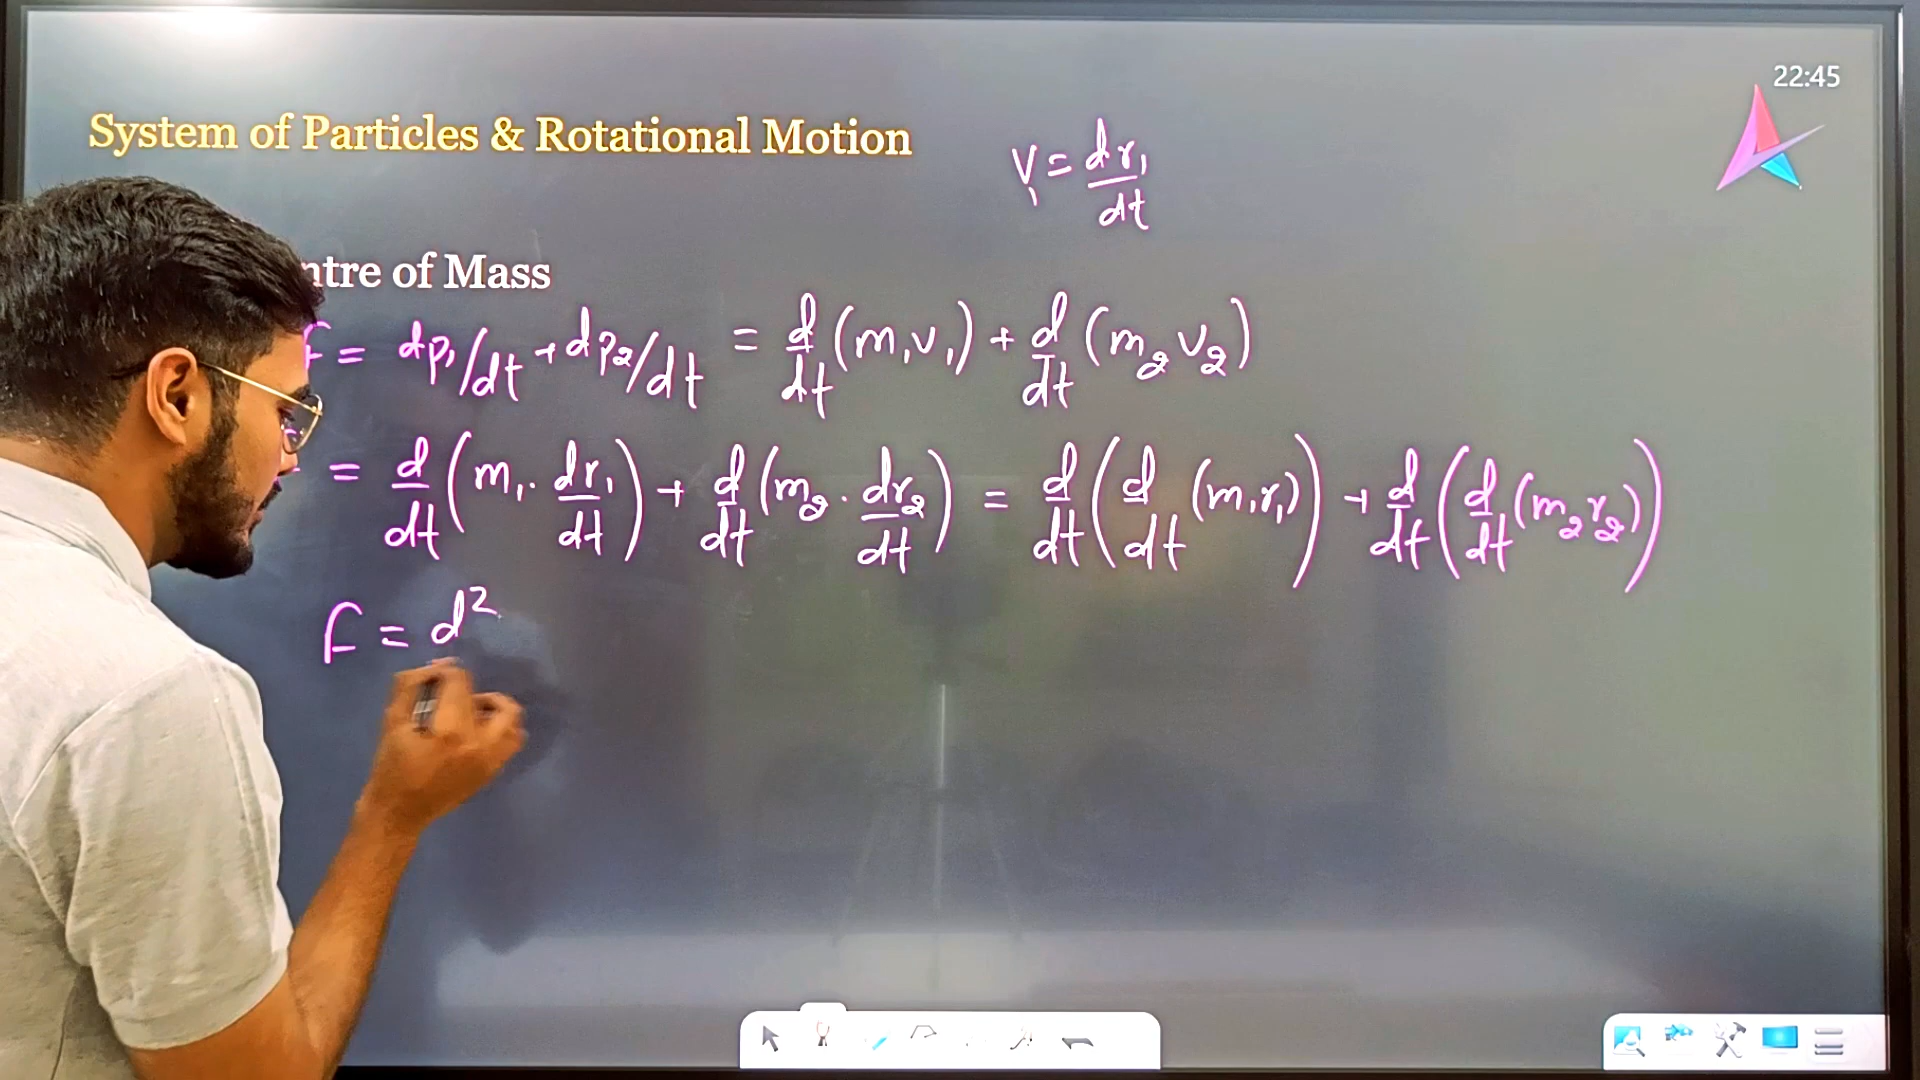 22:45
System of Particles & Rotational Motion
v₁ = dr₁/dt
ntre of Mass
F = dp₁/dt + dp₂/dt = d/dt (m₁v₁) + d/dt (m₂v₂)
= d/dt (m₁ · dr₁/dt) + d/dt (m₂ · dr₂/dt) = d/dt (d/dt (m₁r₁)) + d/dt (d/dt (m₂r₂))
F = d²